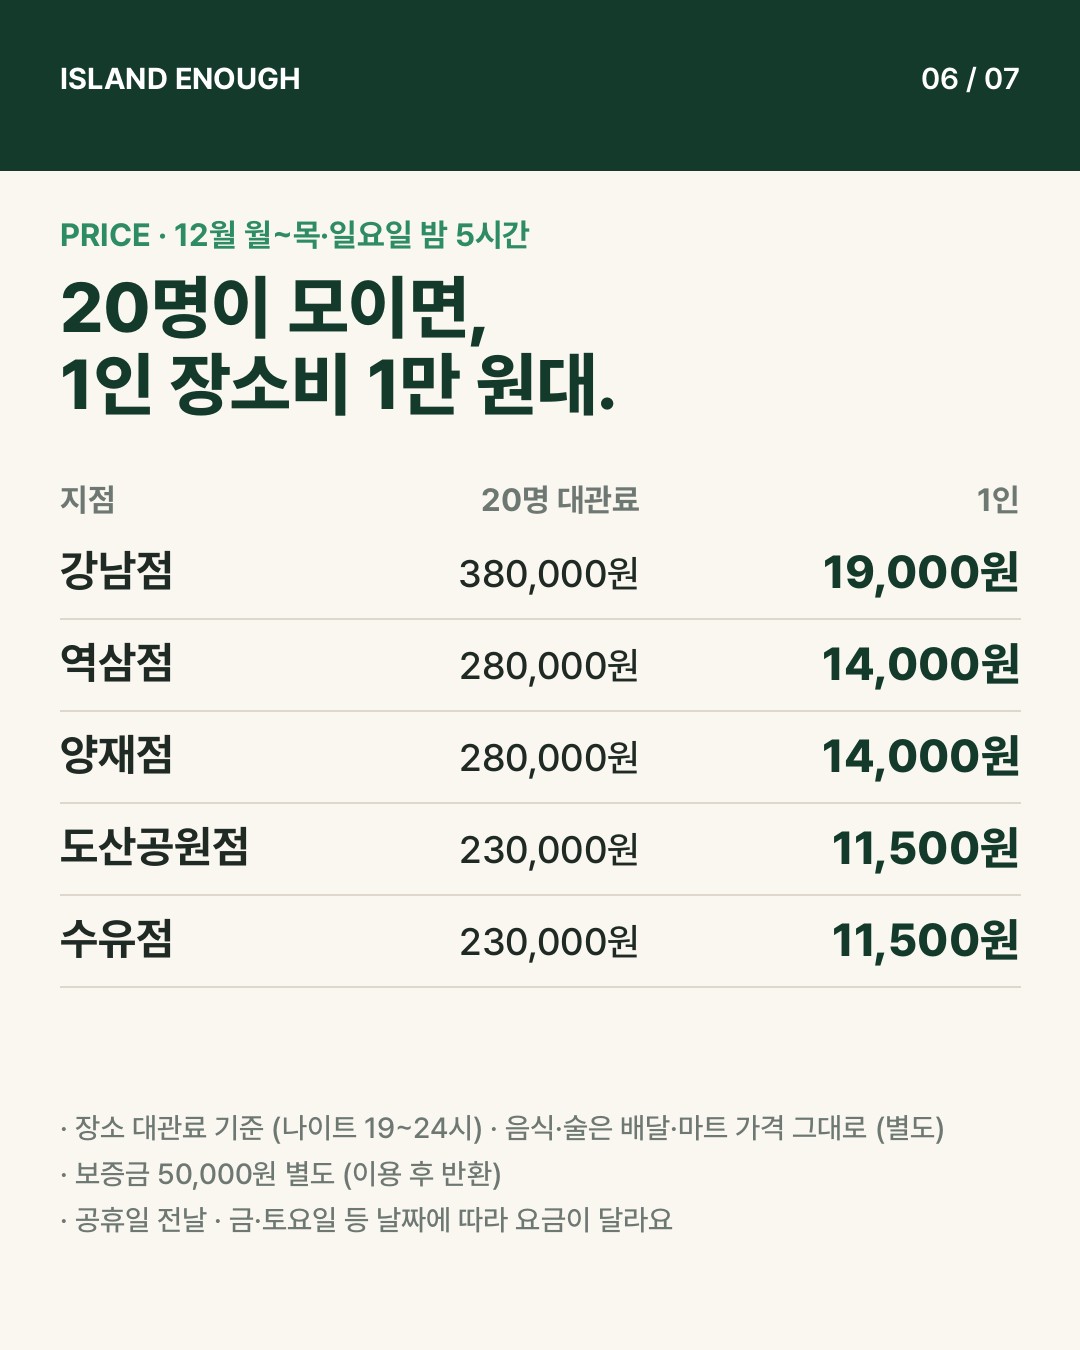 ISLAND ENOUGH 06 / 07
PRICE · 12월 월~목·일요일 밤 5시간
20명이 모이면,
1인 장소비 1만 원대.
지점 20명 대관료 1인
강남점 380,000원 19,000원
역삼점 280,000원 14,000원
양재점 280,000원 14,000원
도산공원점 230,000원 11,500원
수유점 230,000원 11,500원
· 장소 대관료 기준 (나이트 19~24시) · 음식·술은 배달·마트 가격 그대로 (별도)
· 보증금 50,000원 별도 (이용 후 반환)
· 공휴일 전날 · 금·토요일 등 날짜에 따라 요금이 달라요